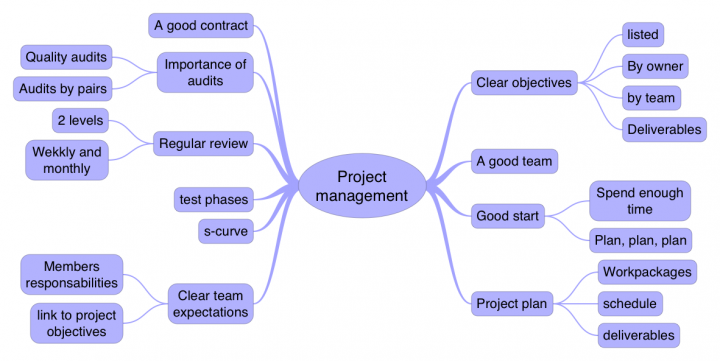 A good contract
Quality audits
Audits by pairs
Importance of
audits
2 levels
Wekkly and
monthly
Regular review
test phases
s-curve
Members
responsabilities
link to project
objectives
Clear team
expectations
Project
management
Clear objectives
listed
By owner
by team
Deliverables
A good team
Good start
Spend enough
time
Plan, plan, plan
Project plan
Workpackages
schedule
deliverables